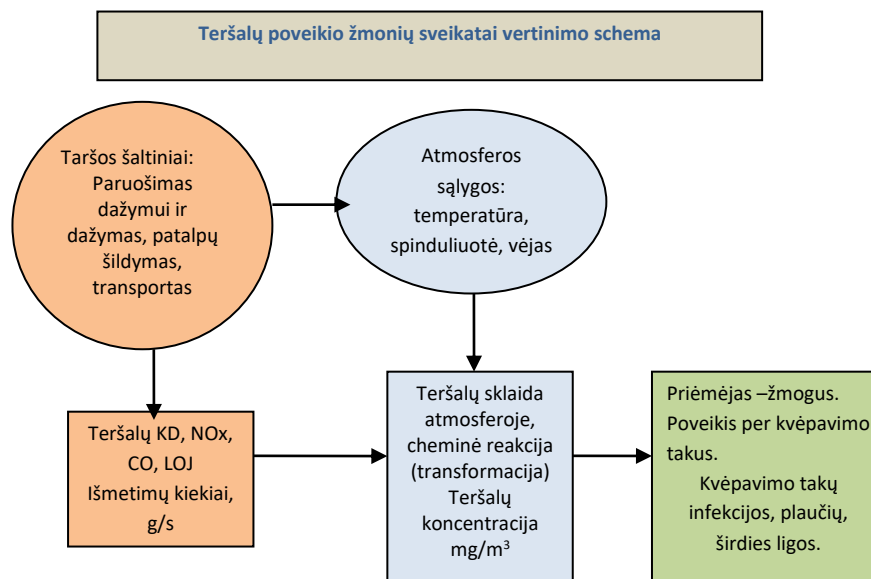 Teršalų poveikio žmonių sveikatai vertinimo schema
Taršos šaltiniai:
Paruošimas
dažymui ir
dažymas, patalpų
šildymas,
transportas
Atmosferos
sąlygos:
temperatūra,
spinduliuotė, vėjas
Teršalų KD, NOx,
CO, LOJ
Išmetimų kiekiai,
g/s
Teršalų sklaida
atmosferoje,
cheminė reakcija
(transformacija)
Teršalų
koncentracija
mg/m³
Priėmėjas –žmogus.
Poveikis per kvėpavimo
takus.
Kvėpavimo takų
infekcijos, plaučių,
širdies ligos.